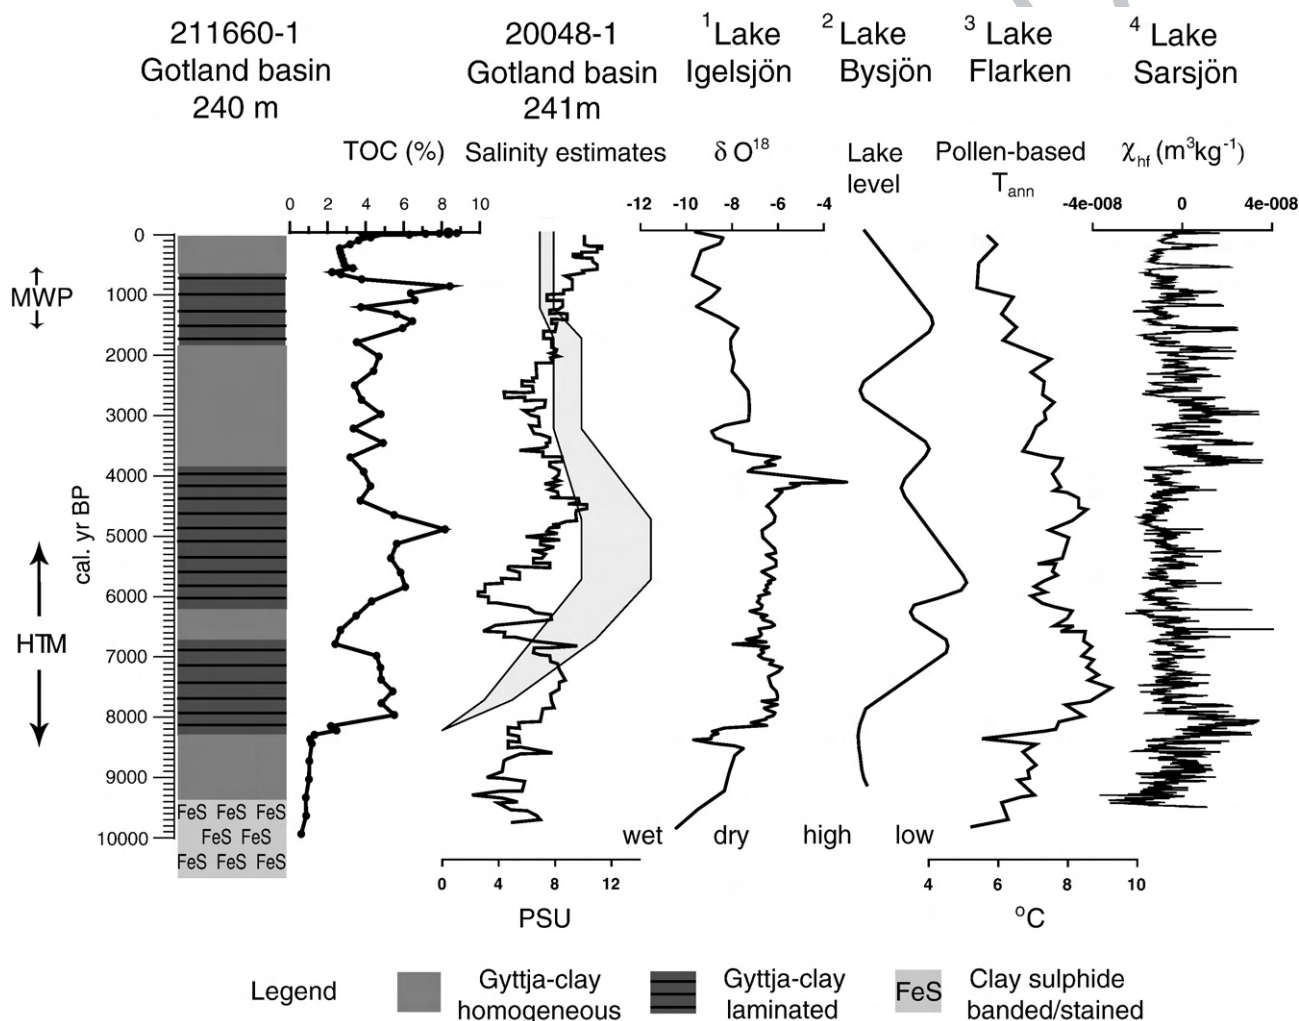 211660-1
Gotland basin
240 m
20048-1
Gotland basin
241m
1 Lake
Igelsjön
2 Lake
Bysjön
3 Lake
Flarken
4 Lake
Sarsjön
TOC (%)
Salinity estimates
δ O18
Lake
level
Pollen-based
Tann
χhf (m3kg-1)
0 2 4 6 8 10
-12 -10 -8 -6 -4
-4e-008 0 4e-008
0
1000
2000
3000
4000
5000
6000
7000
8000
9000
10000
cal. yr BP
MWP
HTM
FeS FeS FeS
FeS FeS
FeS FeS FeS
wet dry high low
0 4 8 12
PSU
4 6 8 10
oC
Legend
Gyttja-clay
homogeneous
Gyttja-clay
laminated
FeS
Clay sulphide
banded/stained